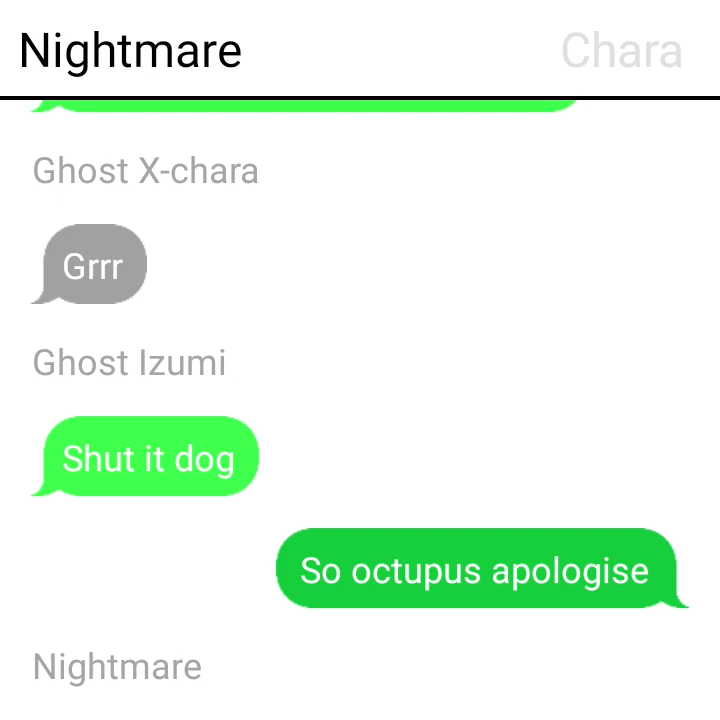 Nightmare
Chara
Ghost X-chara
Grrr
Ghost Izumi
Shut it dog
So octupus apologise
Nightmare